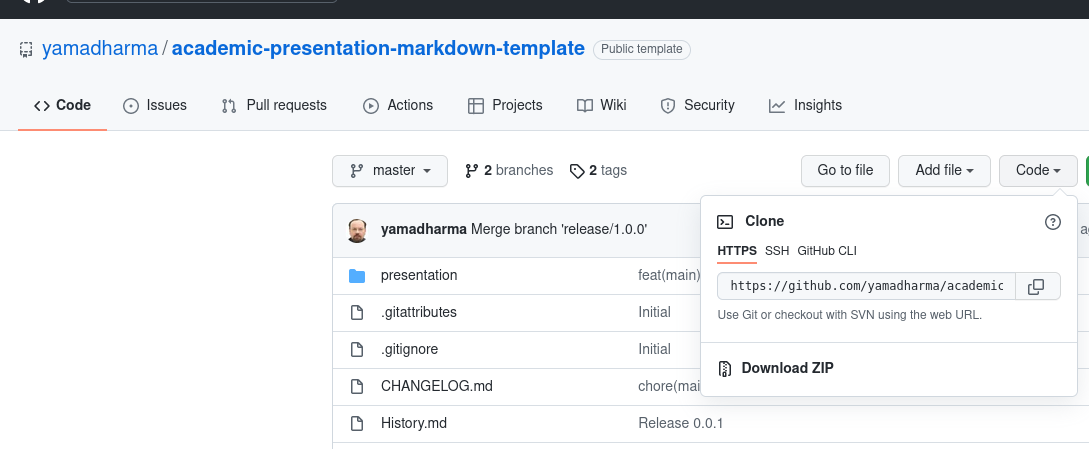 yamadharma / academic-presentation-markdown-template Public template
Code Issues Pull requests Actions Projects Wiki Security Insights
master 2 branches 2 tags Go to file Add file Code
yamadharma Merge branch 'release/1.0.0'
presentation feat(main)
.gitattributes Initial
.gitignore Initial
CHANGELOG.md chore(mai
History.md Release 0.0.1
Clone
HTTPS SSH GitHub CLI
https://github.com/yamadharma/academic
Use Git or checkout with SVN using the web URL.
Download ZIP